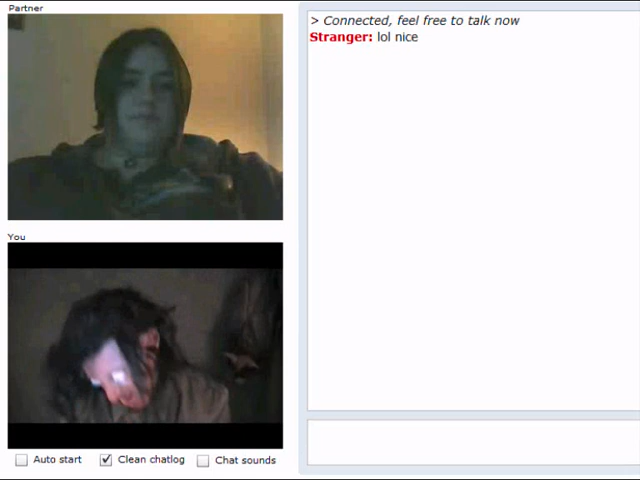 Partner
> Connected, feel free to talk now
Stranger: lol nice
You
Auto start
Clean chatlog
Chat sounds